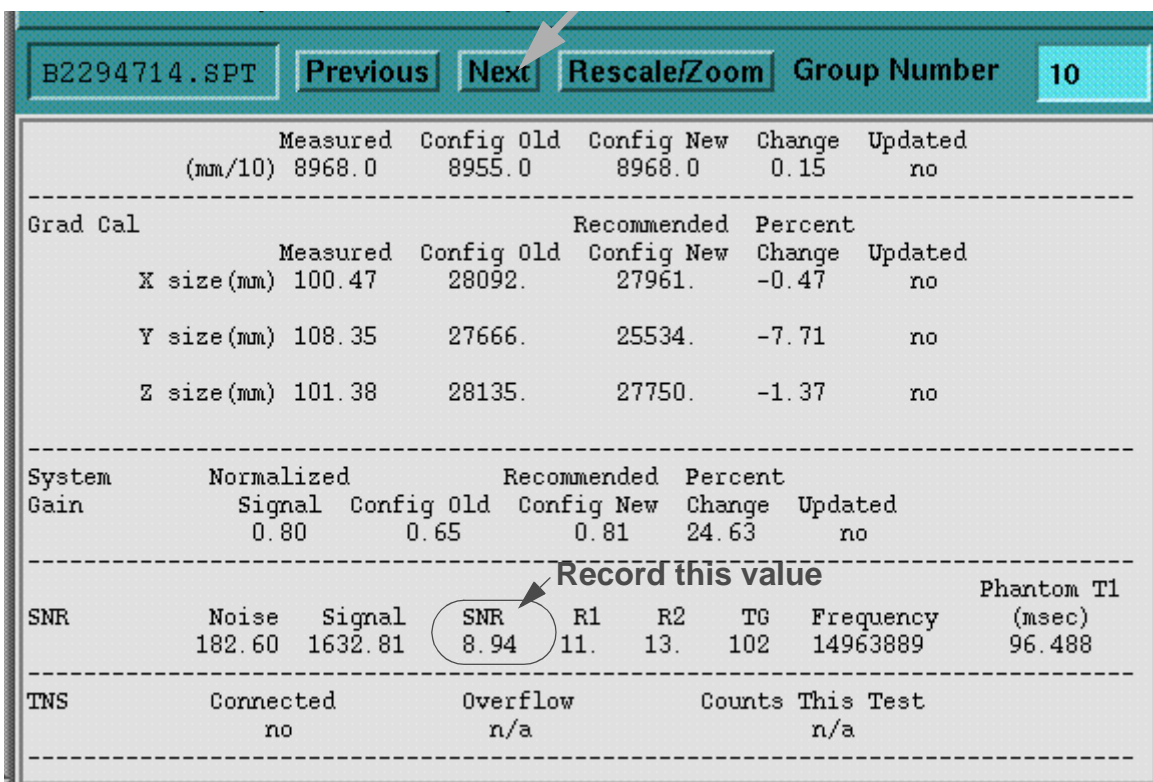 B2294714.SPT Previous Next Rescale/Zoom Group Number 10
Measured Config Old Config New Change Updated
(mm/10) 8968.0 8955.0 8968.0 0.15 no
Grad Cal Recommended Percent
Measured Config Old Config New Change Updated
X size(mm) 100.47 28092. 27961. -0.47 no
Y size(mm) 108.35 27666. 25534. -7.71 no
Z size(mm) 101.38 28135. 27750. -1.37 no
System Normalized Recommended Percent
Gain Signal Config Old Config New Change Updated
0.80 0.65 0.81 24.63 no
Record this value
Phantom T1
SNR Noise Signal SNR R1 R2 TG Frequency (msec)
182.60 1632.81 8.94 11. 13. 102 14963889 96.488
TNS Connected Overflow Counts This Test
no n/a n/a